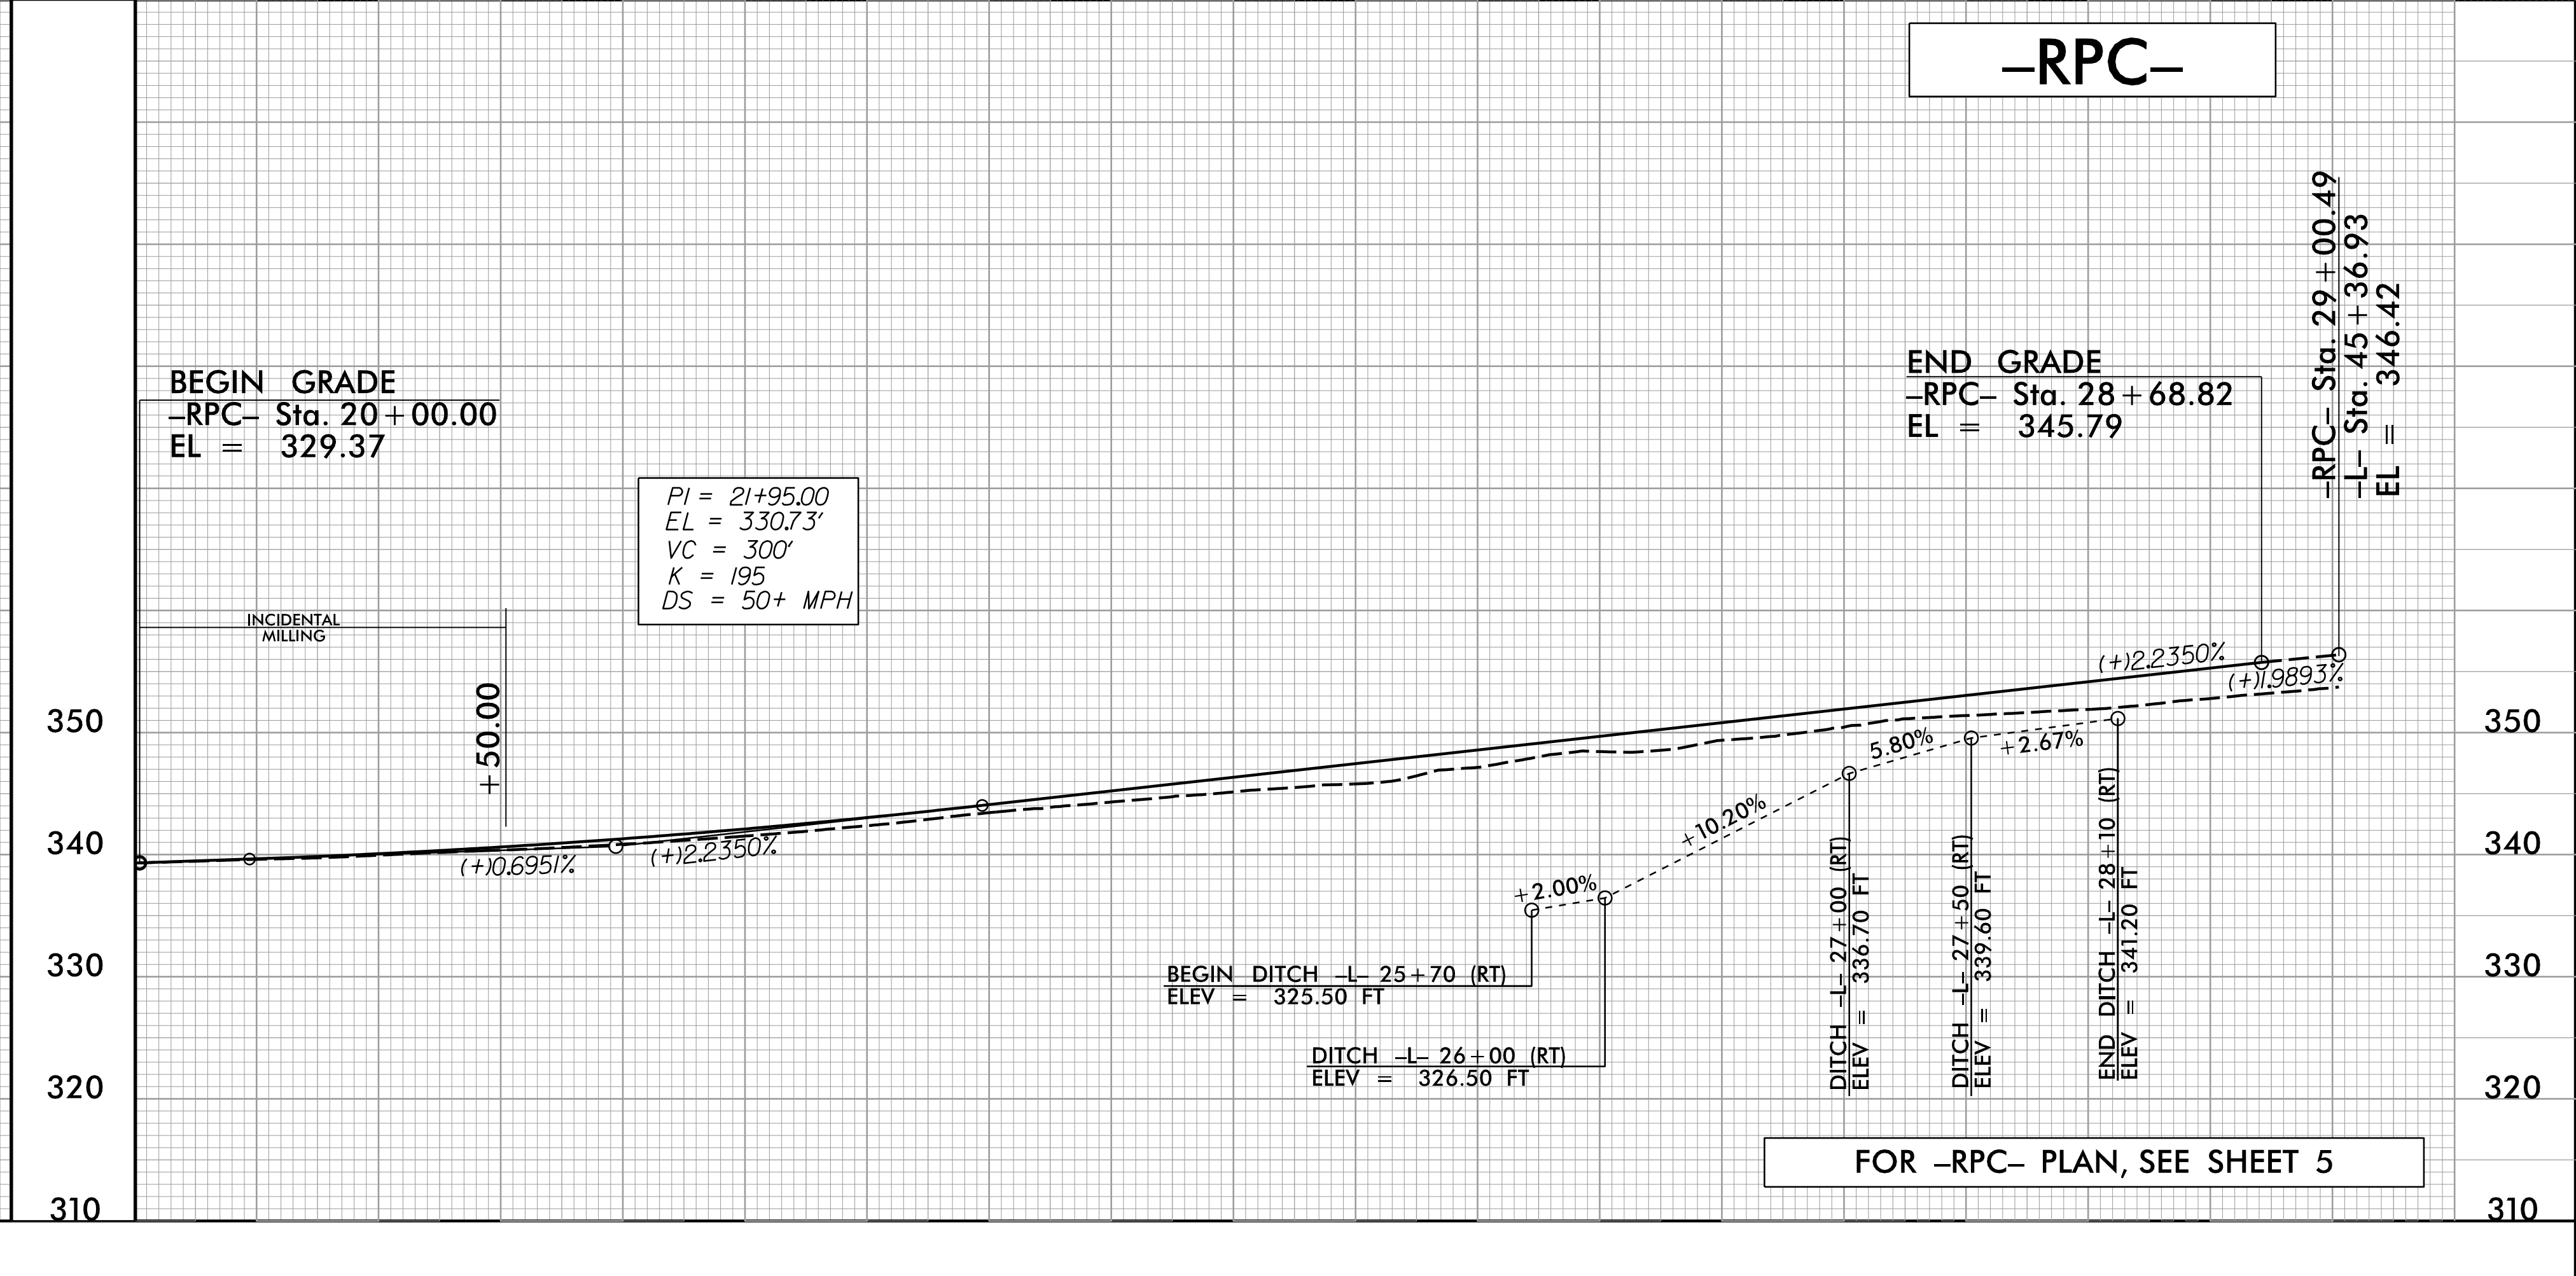 –RPC–
–RPC– Sta. 29+00.49
–L– Sta. 45+36.93
EL = 346.42
BEGIN GRADE
–RPC– Sta. 20+00.00
EL = 329.37
END GRADE
–RPC– Sta. 28+68.82
EL = 345.79
PI = 21+95.00
EL = 330.73'
VC = 300'
K = 195
DS = 50+ MPH
INCIDENTAL
MILLING
+50.00
(+)2.2350%
(+)1.9893%
350
350
5.80%
+2.67%
+10.20%
340
340
(+)0.6951%
(+)2.2350%
+2.00%
330
330
BEGIN DITCH –L– 25+70 (RT)
ELEV = 325.50 FT
DITCH –L– 26+00 (RT)
ELEV = 326.50 FT
DITCH –L– 27+00 (RT)
ELEV = 336.70 FT
DITCH –L– 27+50 (RT)
ELEV = 339.60 FT
END DITCH –L– 28+10 (RT)
ELEV = 341.20 FT
320
320
FOR –RPC– PLAN, SEE SHEET 5
310
310